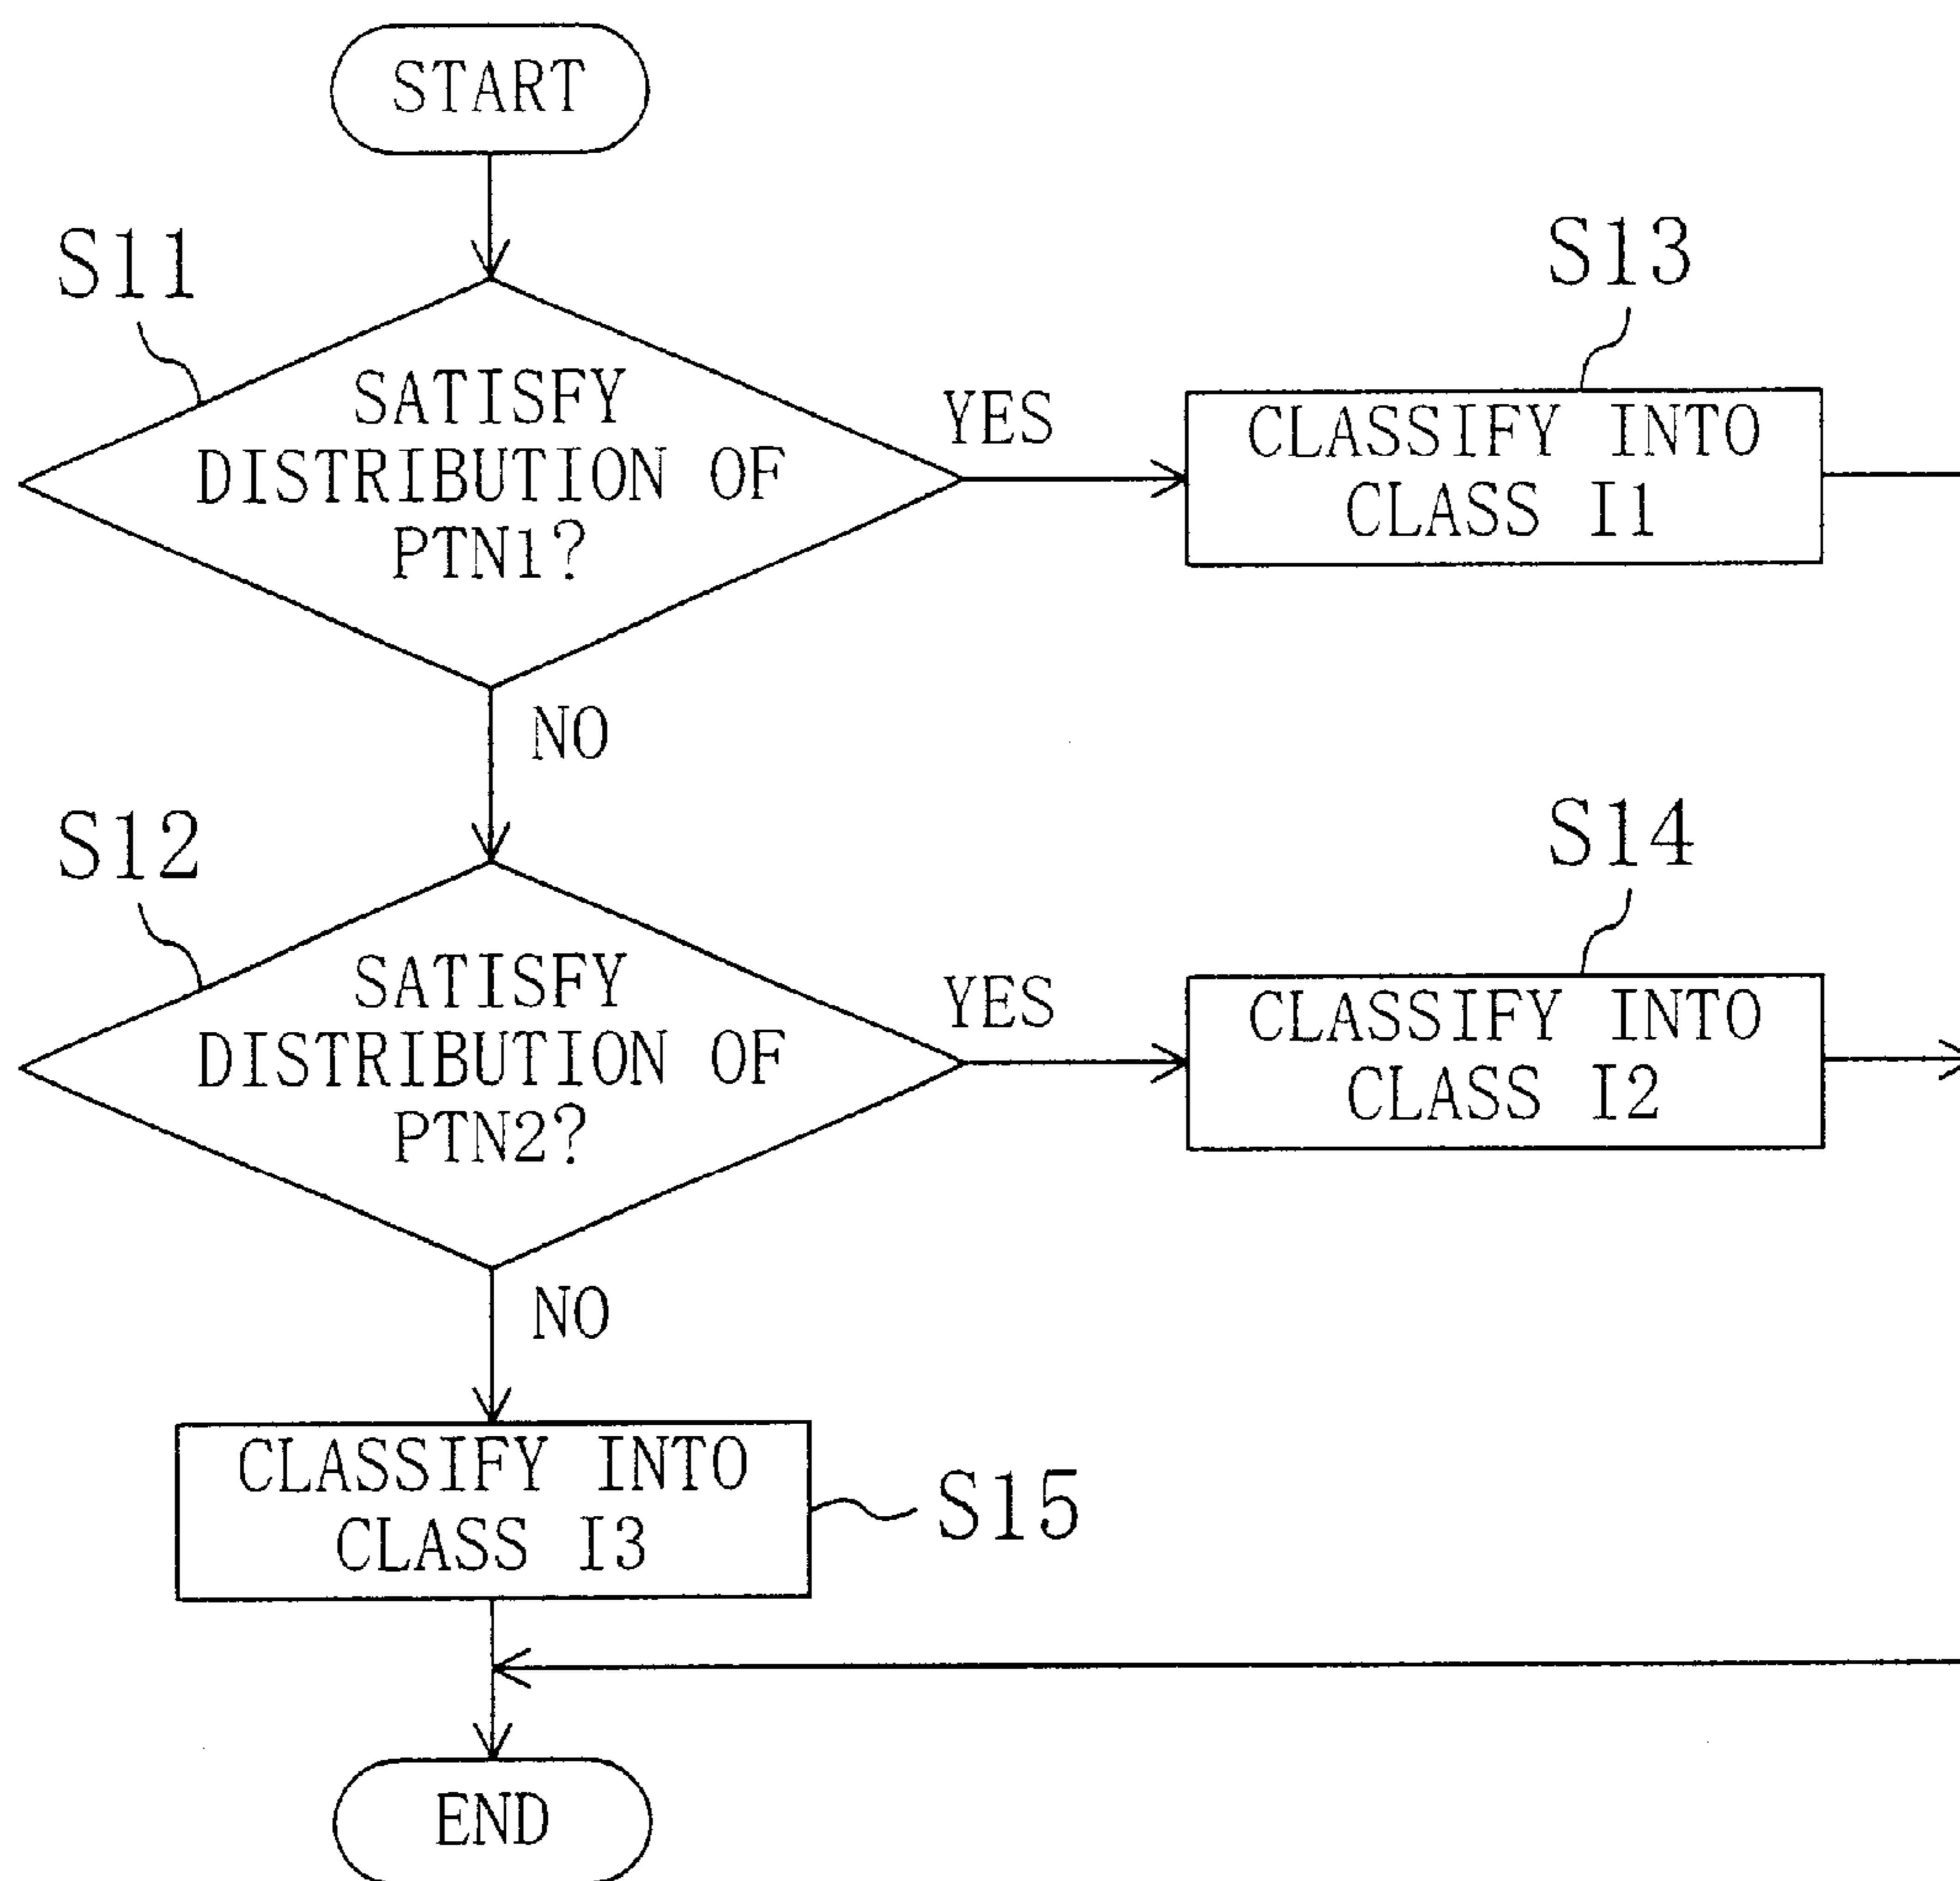 START
S11
SATISFY
DISTRIBUTION OF
PTN1?
YES
S13
CLASSIFY INTO
CLASS I1
NO
S12
SATISFY
DISTRIBUTION OF
PTN2?
YES
S14
CLASSIFY INTO
CLASS I2
NO
CLASSIFY INTO
CLASS I3
S15
END